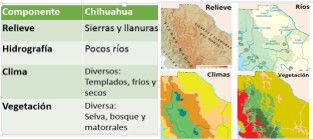 Componente Chihuahua
Relieve Sierras y llanuras
Hidrografía Pocos ríos
Clima Diversos:
Templados, fríos y
secos
Vegetación Diversa:
Selva, bosque y
matorrales
Relieve
Ríos
Climas
Vegetación